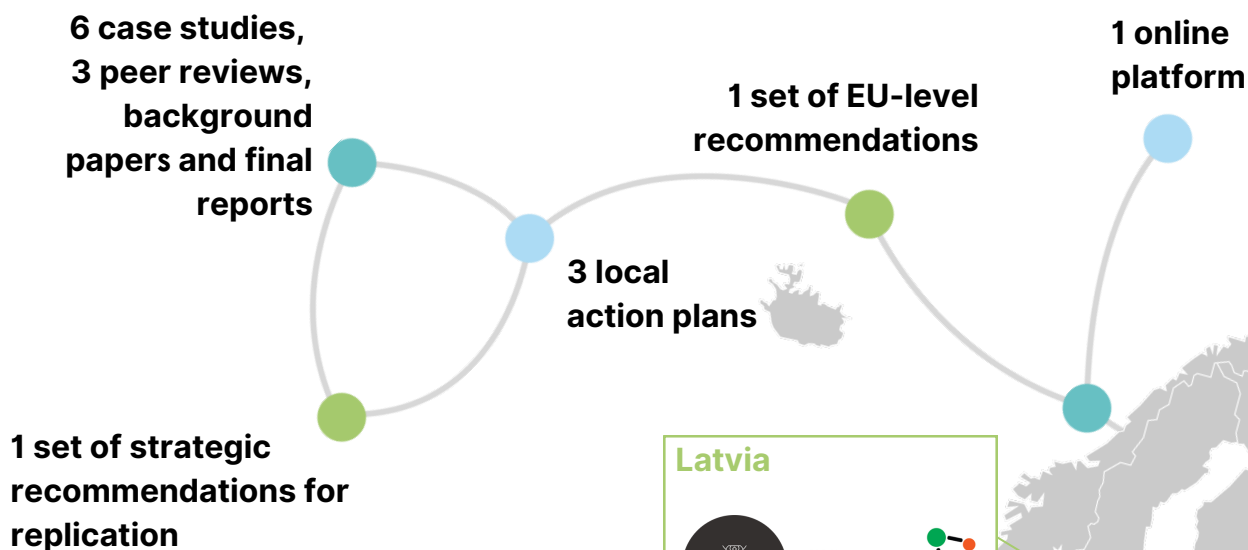 6 case studies,
3 peer reviews,
background
papers and final
reports
1 set of strategic
recommendations for
replication
3 local
action plans
1 set of EU-level
recommendations
1 online
platform
Latvia